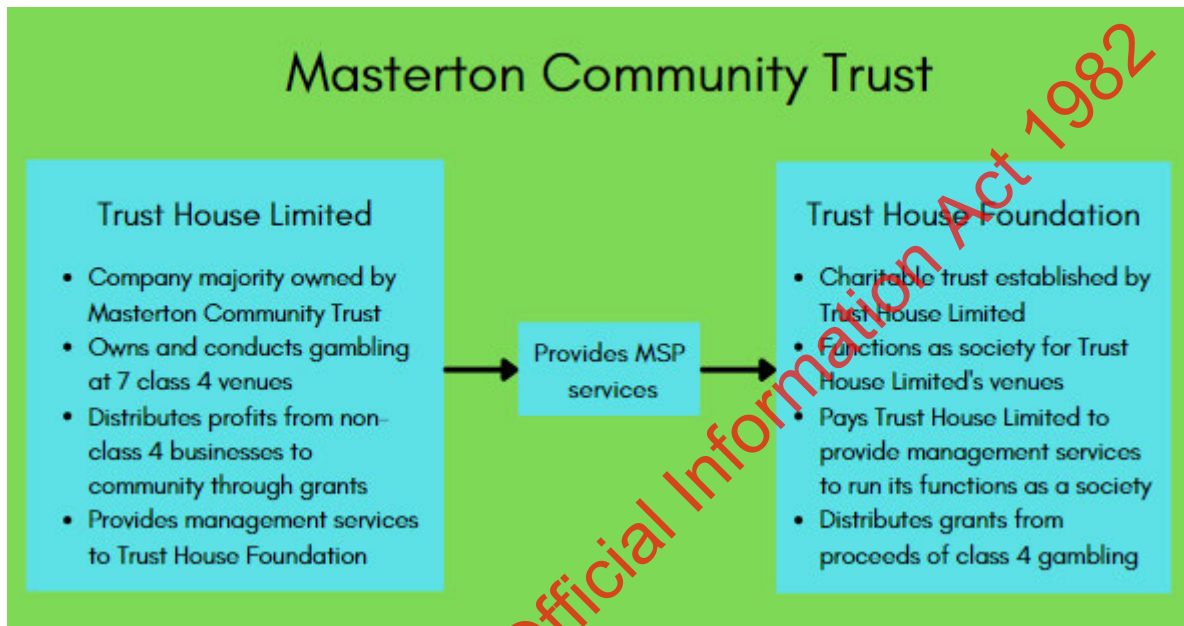 Masterton Community Trust
Trust House Limited
• Company majority owned by
Masterton Community Trust
• Owns and conducts gambling
at 7 class 4 venues
• Distributes profits from non-
class 4 businesses to
community through grants
• Provides management services
to Trust House Foundation
Provides MSP
services
Trust House Foundation
• Charitable trust established by
Trust House Limited
• Functions as society for Trust
House Limited's venues
• Pays Trust House Limited to
provide management services
to run its functions as a society
• Distributes grants from
proceeds of class 4 gambling
Official Information Act 1982